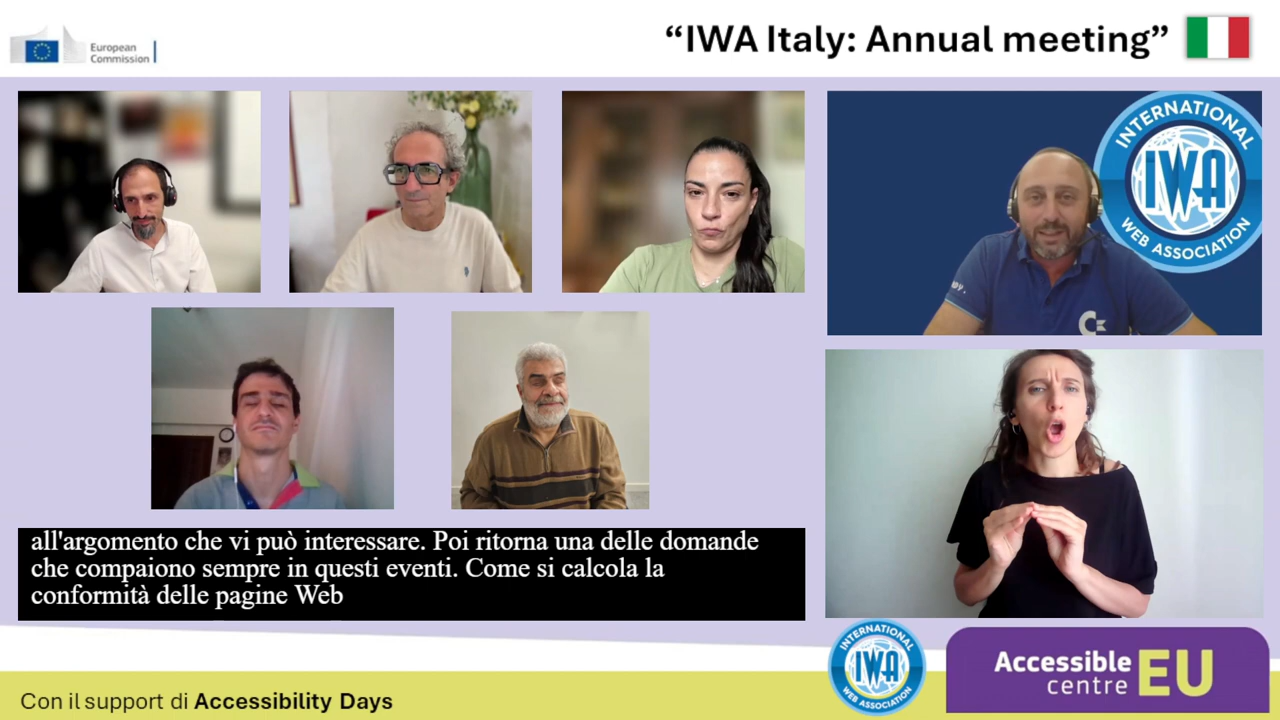 European
Commission
“IWA Italy: Annual meeting”
INTERNATIONAL
IWA
WEB ASSOCIATION
all'argomento che vi può interessare. Poi ritorna una delle domande
che compaiono sempre in questi eventi. Come si calcola la
conformità delle pagine Web
INTERNATIONAL
IWA
WEB ASSOCIATION
Accessible
centre
EU
Con il support di Accessibility Days